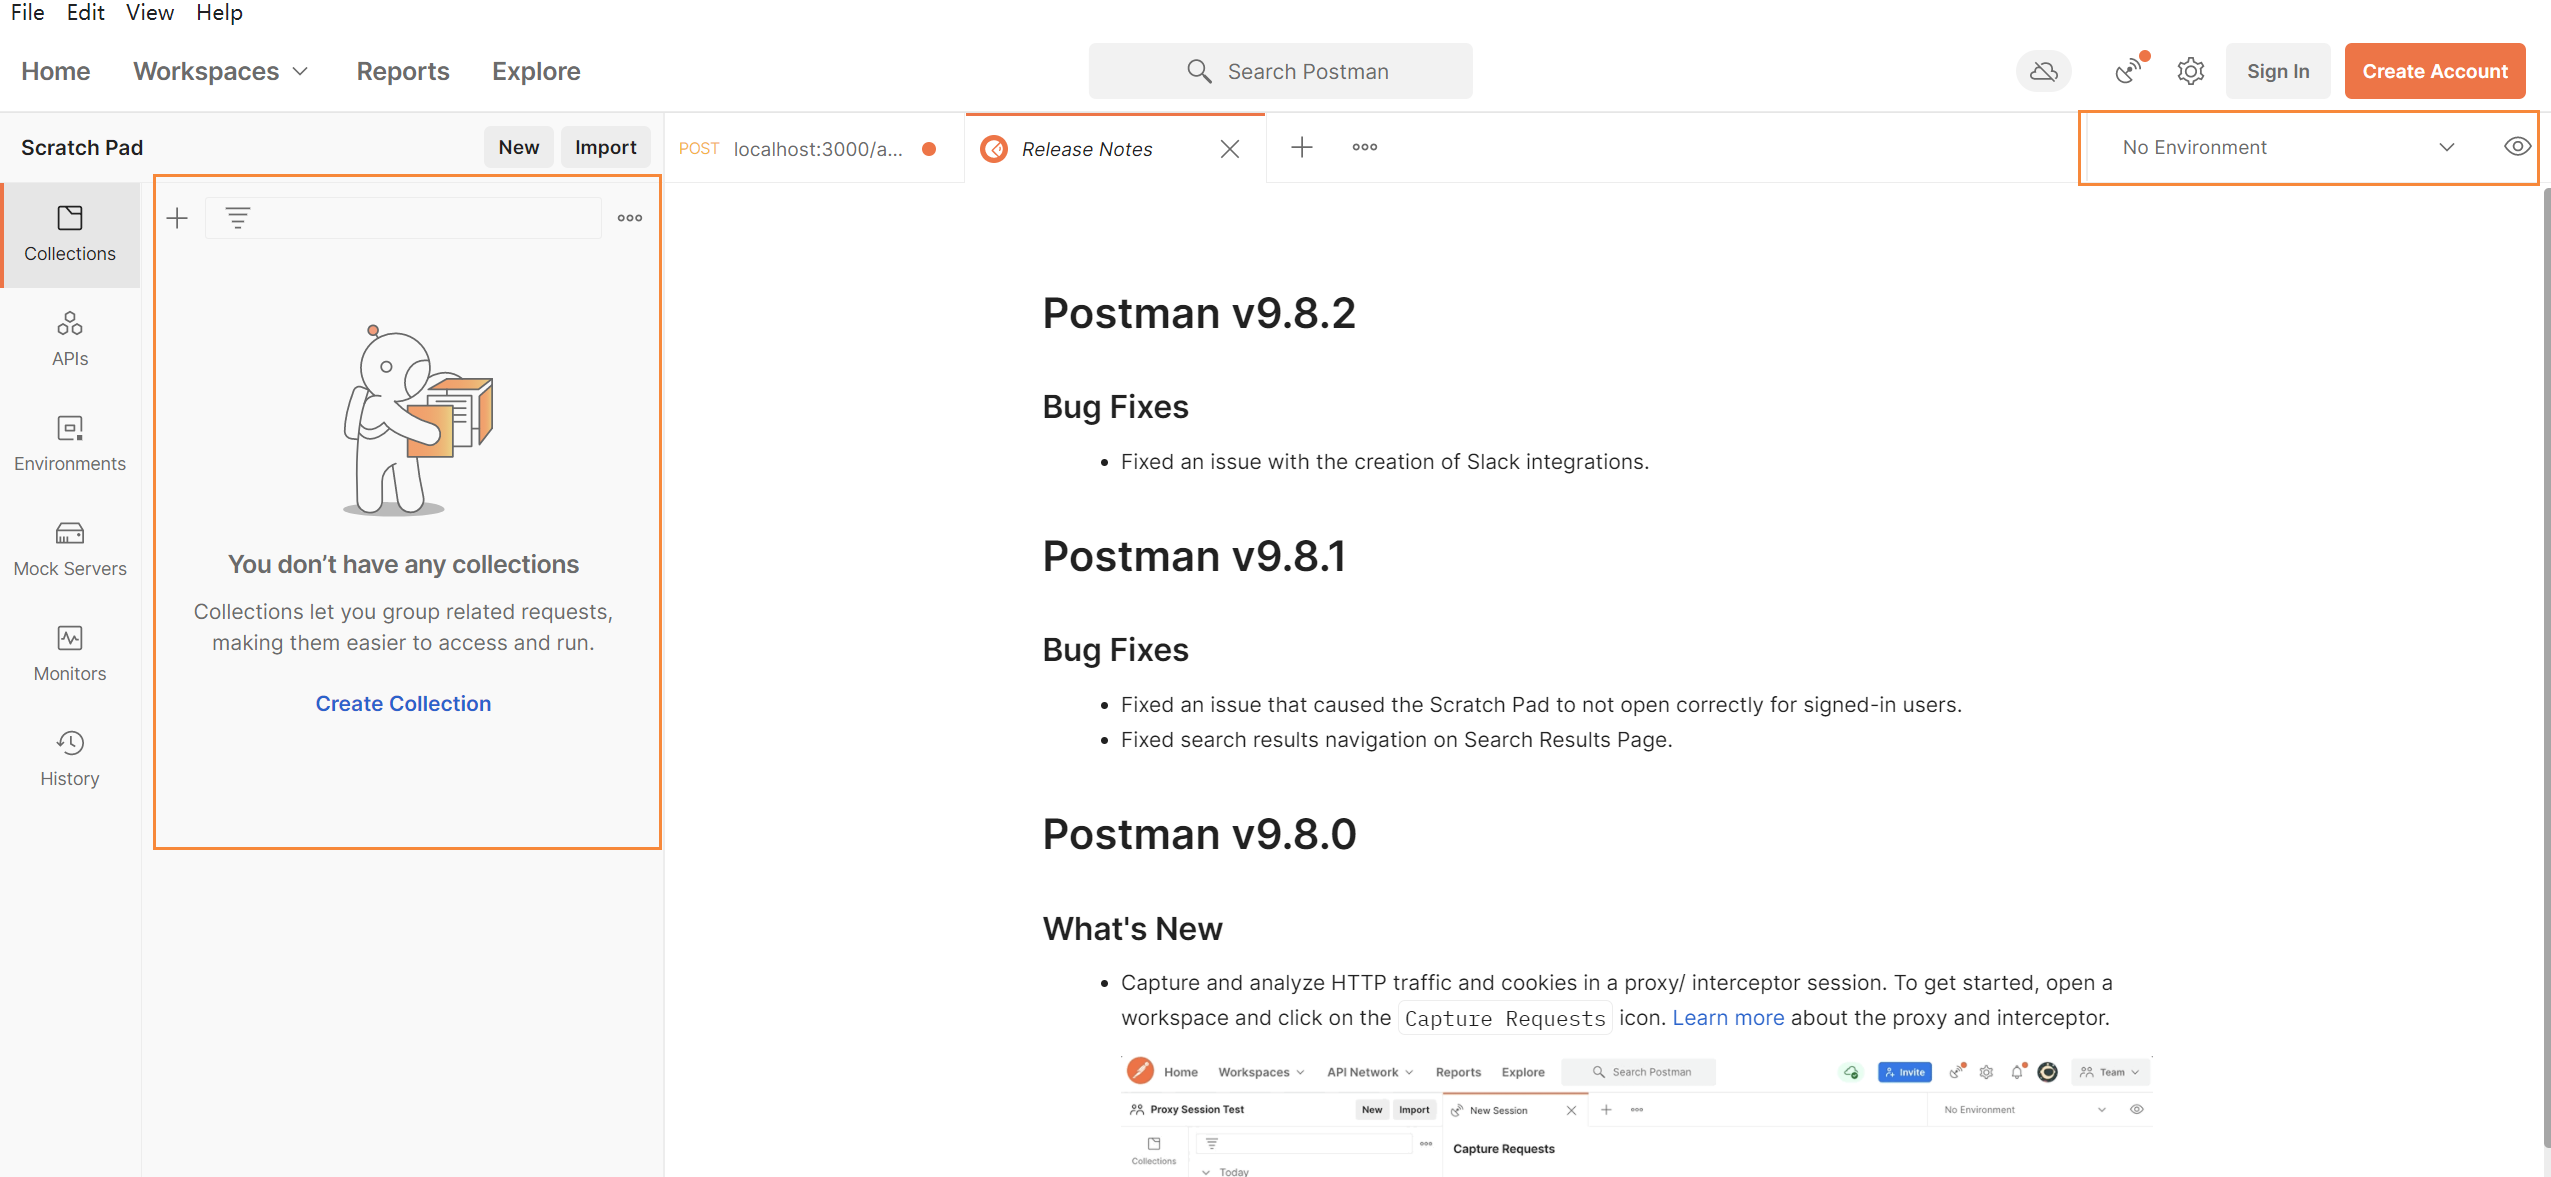 File Edit View Help
Home Workspaces Reports Explore Search Postman Sign In Create Account
Scratch Pad New Import POST localhost:3000/a... Release Notes No Environment
Collections
APIs
Environments
Mock Servers
Monitors
History
You don’t have any collections
Collections let you group related requests,
making them easier to access and run.
Create Collection
Postman v9.8.2
Bug Fixes
• Fixed an issue with the creation of Slack integrations.
Postman v9.8.1
Bug Fixes
• Fixed an issue that caused the Scratch Pad to not open correctly for signed-in users.
• Fixed search results navigation on Search Results Page.
Postman v9.8.0
What's New
• Capture and analyze HTTP traffic and cookies in a proxy/ interceptor session. To get started, open a
workspace and click on the Capture Requests icon. Learn more about the proxy and interceptor.
Home Workspaces API Network Reports Explore Search Postman Invite Team
Proxy Session Test New Import New Session No Environment
Collections
Today
Capture Requests